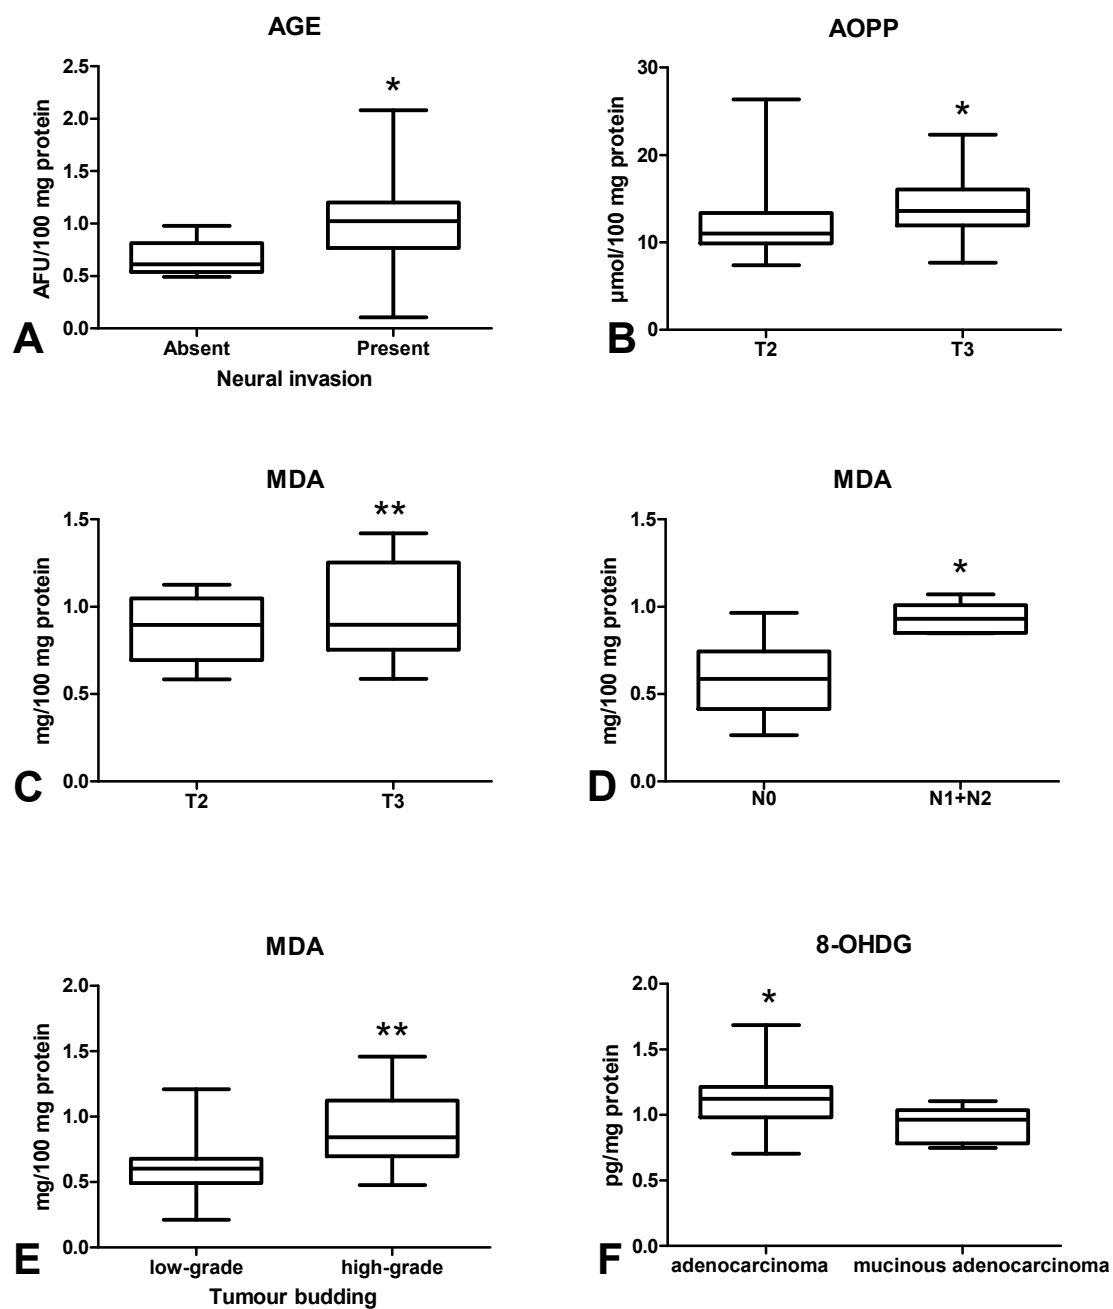 AGE
AFU/100 mg protein
2.5
2.0
1.5
1.0
0.5
0.0
*
Absent
Present
Neural invasion
A
AOPP
µmol/100 mg protein
30
20
10
0
*
T2
T3
B
MDA
mg/100 mg protein
1.5
1.0
0.5
0.0
**
T2
T3
C
MDA
mg/100 mg protein
1.5
1.0
0.5
0.0
*
N0
N1+N2
D
MDA
mg/100 mg protein
2.0
1.5
1.0
0.5
0.0
**
low-grade
high-grade
Tumour budding
E
8-OHDG
pg/mg protein
2.0
1.5
1.0
0.5
0.0
*
adenocarcinoma
mucinous adenocarcinoma
F